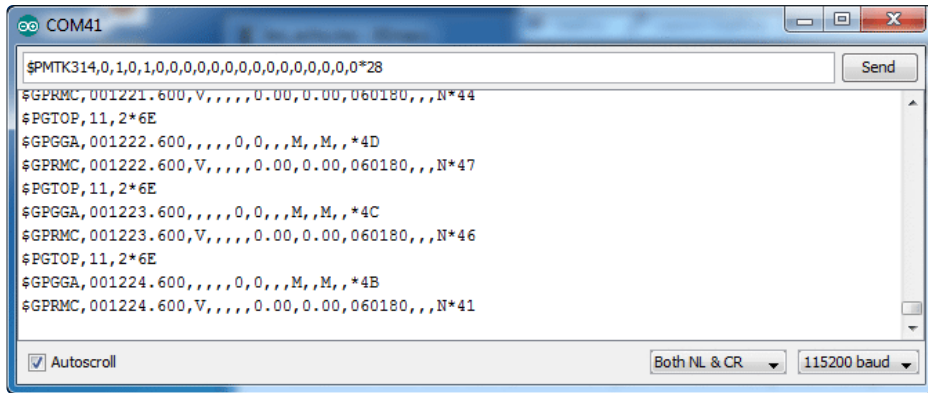 COM41
$PMTK314,0,1,0,1,0,0,0,0,0,0,0,0,0,0,0,0,0,0,0*28
Send
$GPRMC,001221.600,V,,,,,0.00,0.00,060180,,,N*44
$PGTOP,11,2*6E
$GPGGA,001222.600,,,,,0,0,,,M,,M,,*4D
$GPRMC,001222.600,V,,,,,0.00,0.00,060180,,,N*47
$PGTOP,11,2*6E
$GPGGA,001223.600,,,,,0,0,,,M,,M,,*4C
$GPRMC,001223.600,V,,,,,0.00,0.00,060180,,,N*46
$PGTOP,11,2*6E
$GPGGA,001224.600,,,,,0,0,,,M,,M,,*4B
$GPRMC,001224.600,V,,,,,0.00,0.00,060180,,,N*41
Autoscroll
Both NL & CR
115200 baud